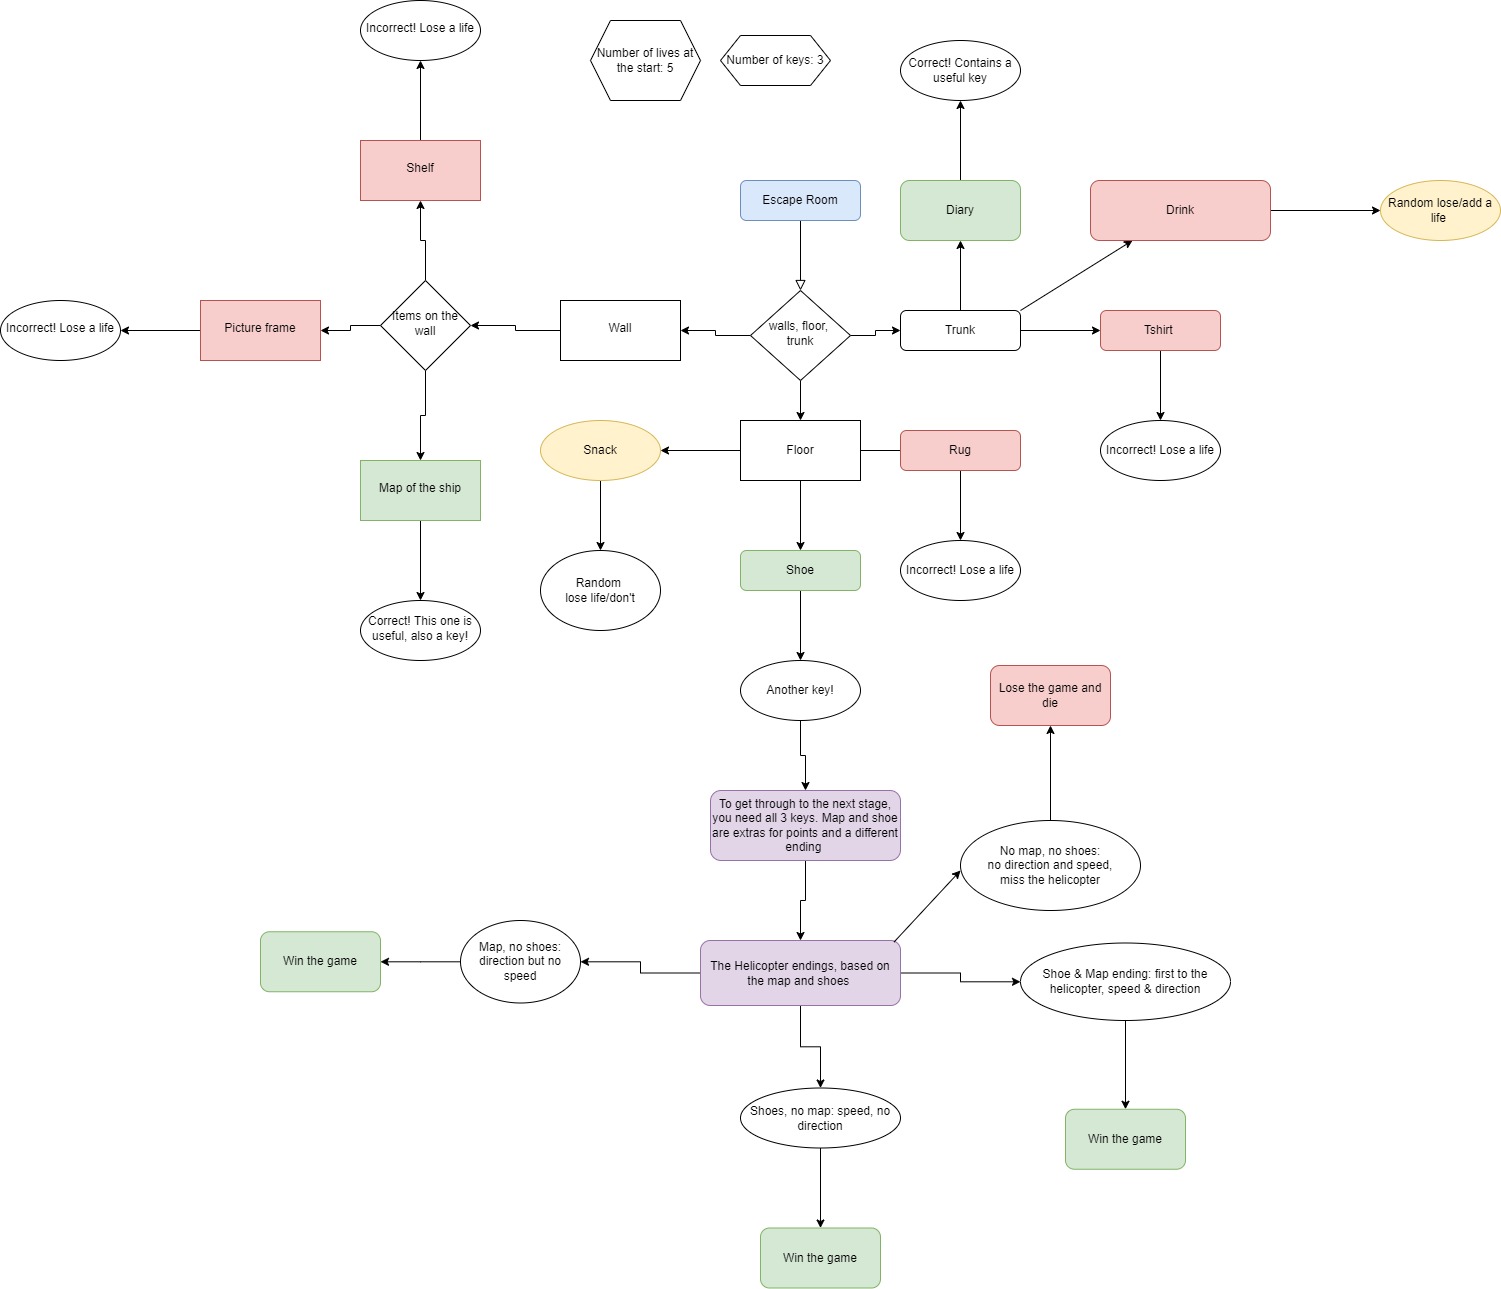 Incorrect! Lose a life
Number of lives at
the start: 5
Number of keys: 3
Correct! Contains a
useful key
Shelf
Escape Room
Diary
Drink
Random lose/add a
life
Incorrect! Lose a life
Picture frame
Items on the
wall
Wall
walls, floor,
trunk
Trunk
Tshirt
Snack
Floor
Rug
Incorrect! Lose a life
Map of the ship
Random
lose life/don't
Shoe
Incorrect! Lose a life
Correct! This one is
useful, also a key!
Another key!
Lose the game and
die
To get through to the next stage,
you need all 3 keys. Map and shoe
are extras for points and a different
ending
No map, no shoes:
no direction and speed,
miss the helicopter
Win the game
Map, no shoes:
direction but no
speed
The Helicopter endings, based on
the map and shoes
Shoe & Map ending: first to the
helicopter, speed & direction
Shoes, no map: speed, no
direction
Win the game
Win the game